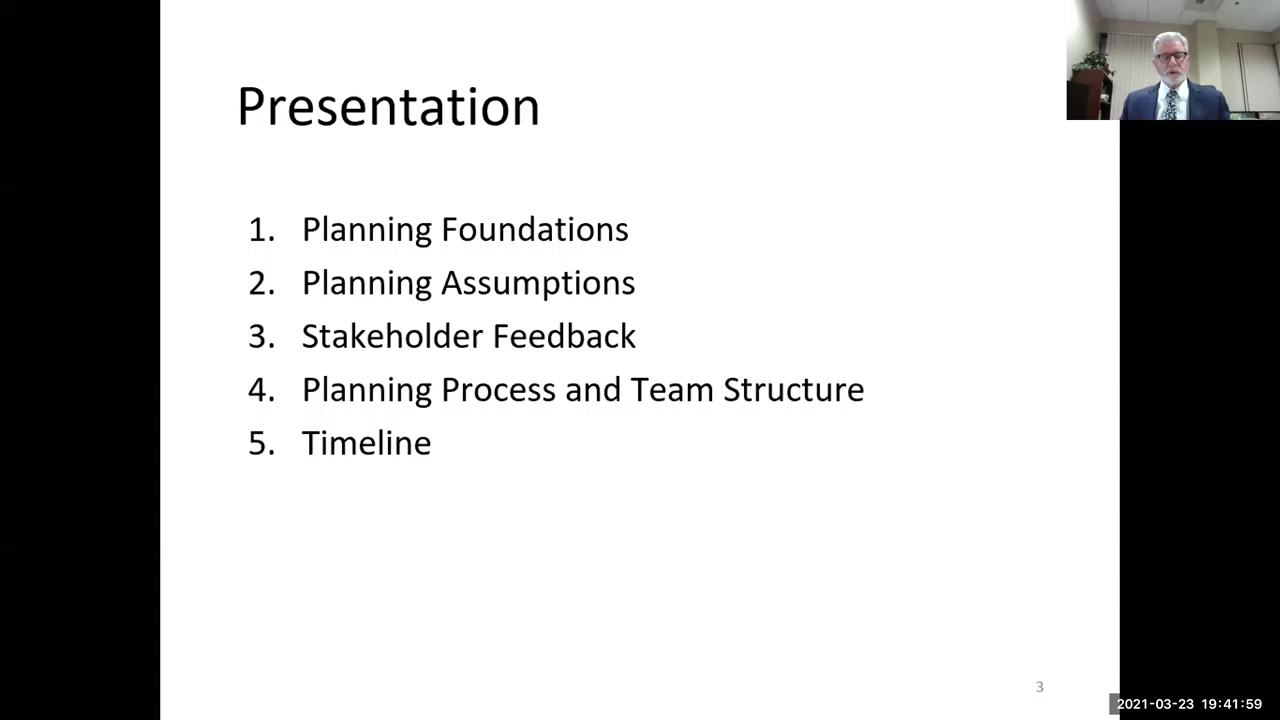 Presentation
1. Planning Foundations
2. Planning Assumptions
3. Stakeholder Feedback
4. Planning Process and Team Structure
5. Timeline
3
2021-03-23 19:41:59